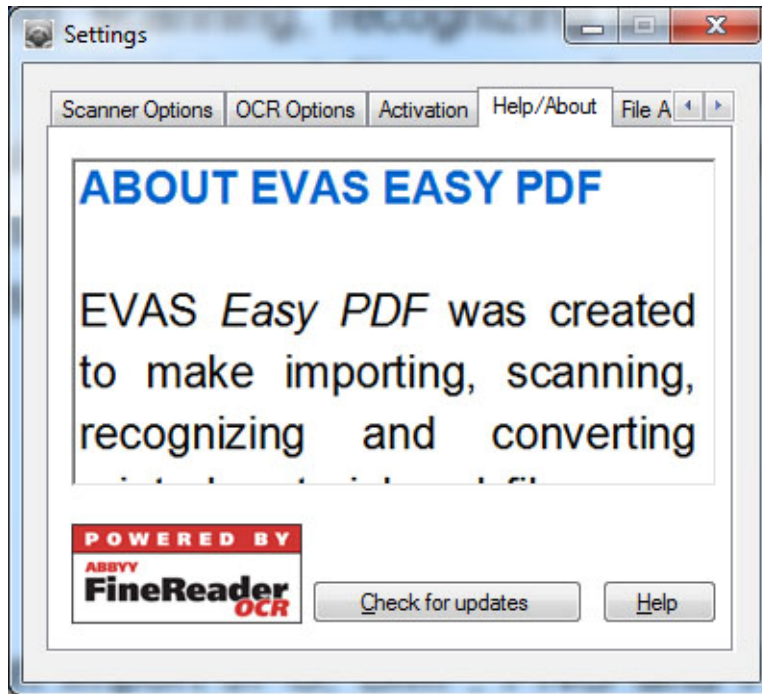 Settings
Scanner Options OCR Options Activation Help/About File A
ABOUT EVAS EASY PDF
EVAS Easy PDF was created
to make importing, scanning,
recognizing and converting
POWERED BY
ABBYY
FineReader
OCR
Check for updates Help